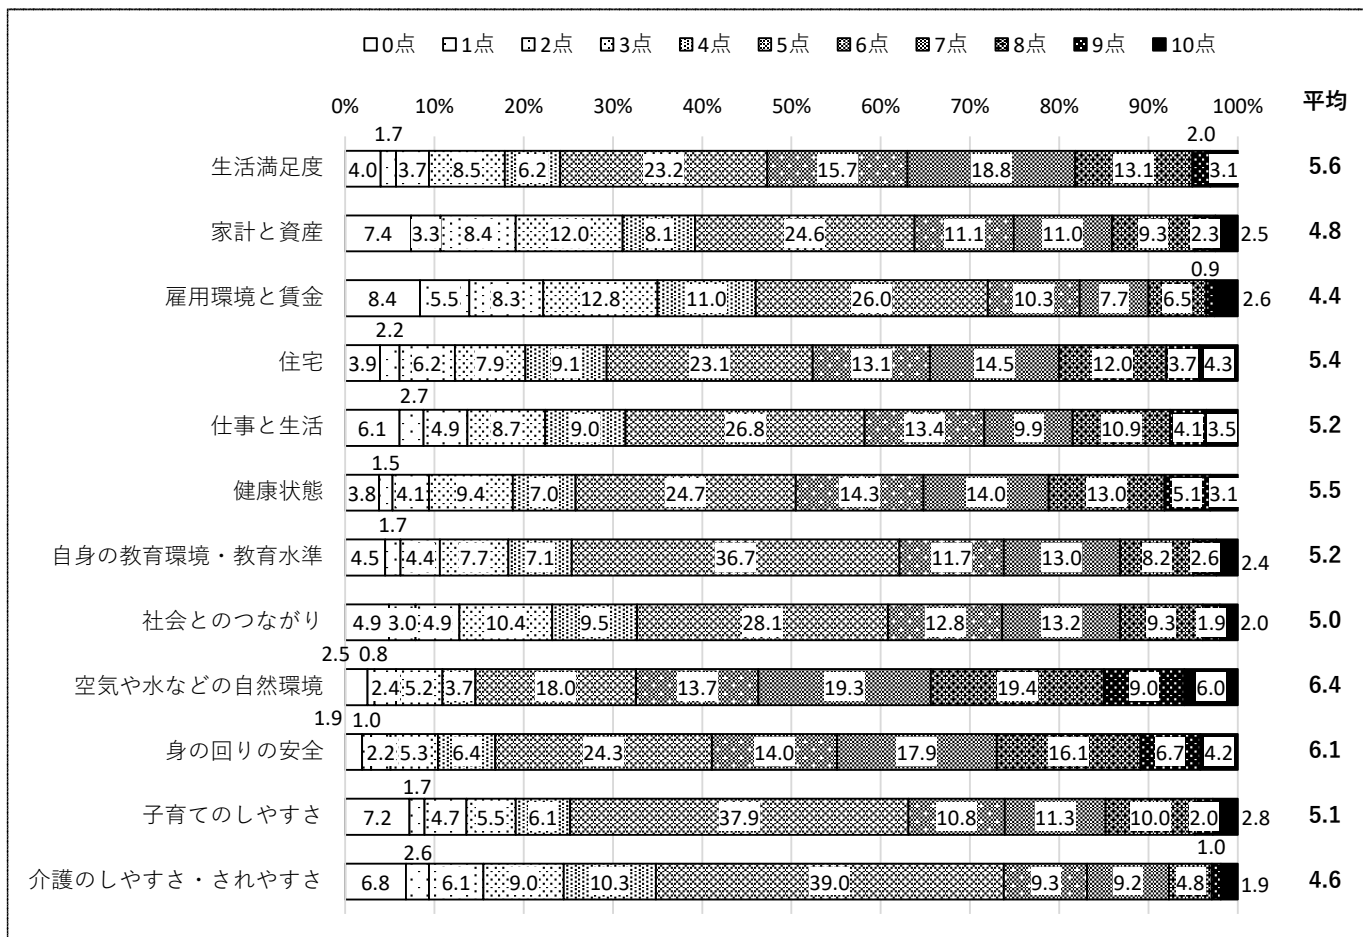 0点 1点 2点 3点 4点 5点 6点 7点 8点 9点 10点
0% 10% 20% 30% 40% 50% 60% 70% 80% 90% 100% 平均
1.7 2.0
生活満足度 4.0 3.7 8.5 6.2 23.2 15.7 18.8 13.1 3.1 5.6
家計と資産 7.4 3.3 8.4 12.0 8.1 24.6 11.1 11.0 9.3 2.3 2.5 4.8
0.9
雇用環境と賃金 8.4 5.5 8.3 12.8 11.0 26.0 10.3 7.7 6.5 2.6 4.4
2.2
住宅 3.9 6.2 7.9 9.1 23.1 13.1 14.5 12.0 3.7 4.3 5.4
2.7
仕事と生活 6.1 4.9 8.7 9.0 26.8 13.4 9.9 10.9 4.1 3.5 5.2
1.5
健康状態 3.8 4.1 9.4 7.0 24.7 14.3 14.0 13.0 5.1 3.1 5.5
1.7
自身の教育環境・教育水準 4.5 4.4 7.7 7.1 36.7 11.7 13.0 8.2 2.6 2.4 5.2
社会とのつながり 4.9 3.0 4.9 10.4 9.5 28.1 12.8 13.2 9.3 1.9 2.0 5.0
2.5 0.8
空気や水などの自然環境 2.4 5.2 3.7 18.0 13.7 19.3 19.4 9.0 6.0 6.4
1.9 1.0
身の回りの安全 2.2 5.3 6.4 24.3 14.0 17.9 16.1 6.7 4.2 6.1
1.7
子育てのしやすさ 7.2 4.7 5.5 6.1 37.9 10.8 11.3 10.0 2.0 2.8 5.1
2.6 1.0
介護のしやすさ・されやすさ 6.8 6.1 9.0 10.3 39.0 9.3 9.2 4.8 1.9 4.6